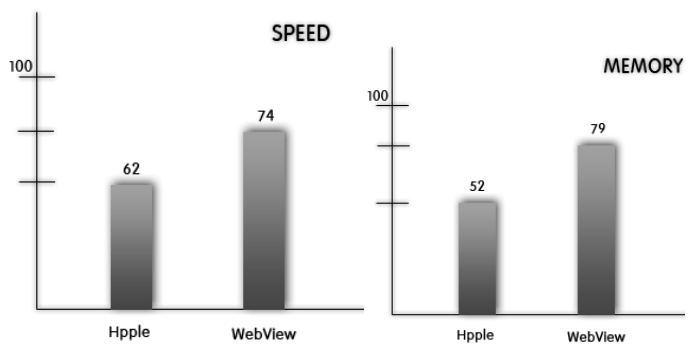 SPEED
100
74
62
Hpple
WebView
MEMORY
100
79
52
Hpple
WebView